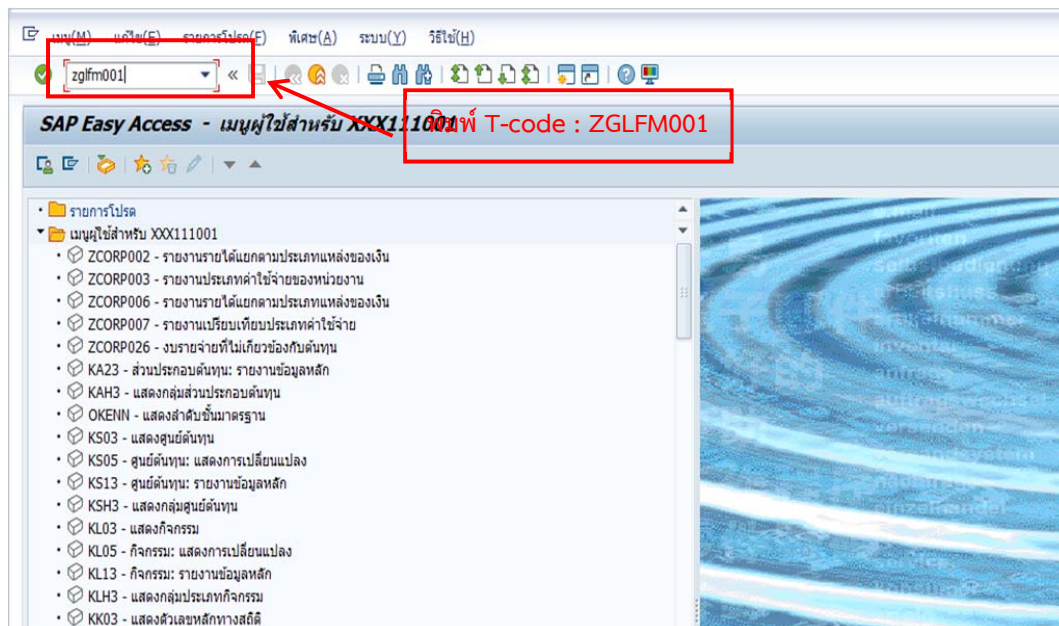 เมนู(M) แก้ไข(E) รายการโปรด(F) พิเศษ(A) ระบบ(Y) วิธีใช้(H)
zglfm001
SAP Easy Access - เมนูผู้ใช้สำหรับ XXX111001
พิมพ์ T-code : ZGLFM001
รายการโปรด
เมนูผู้ใช้สำหรับ XXX111001
ZCORP002 - รายงานรายได้แยกตามประเภทแหล่งของเงิน
ZCORP003 - รายงานประเภทค่าใช้จ่ายของหน่วยงาน
ZCORP006 - รายงานรายได้แยกตามประเภทแหล่งของเงิน
ZCORP007 - รายงานเปรียบเทียบประเภทค่าใช้จ่าย
ZCORP026 - งบรายจ่ายที่ไม่เกี่ยวข้องกับต้นทุน
KA23 - ส่วนประกอบต้นทุน: รายงานข้อมูลหลัก
KAH3 - แสดงกลุ่มส่วนประกอบต้นทุน
OKENN - แสดงลำดับชั้นมาตรฐาน
KS03 - แสดงศูนย์ต้นทุน
KS05 - ศูนย์ต้นทุน: แสดงการเปลี่ยนแปลง
KS13 - ศูนย์ต้นทุน: รายงานข้อมูลหลัก
KSH3 - แสดงกลุ่มศูนย์ต้นทุน
KL03 - แสดงกิจกรรม
KL05 - กิจกรรม: แสดงการเปลี่ยนแปลง
KL13 - กิจกรรม: รายงานข้อมูลหลัก
KLH3 - แสดงกลุ่มประเภทกิจกรรม
KK03 - แสดงตัวเลขหลักทางสถิติ